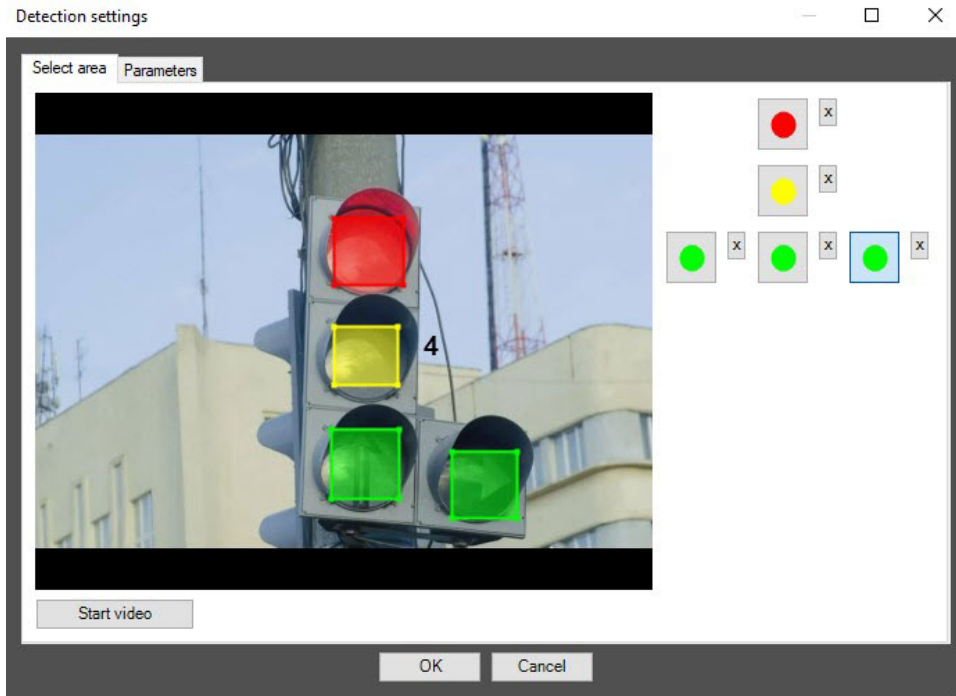 Detection settings
Select area
Parameters
x
x
x
x
x
4
Start video
OK
Cancel